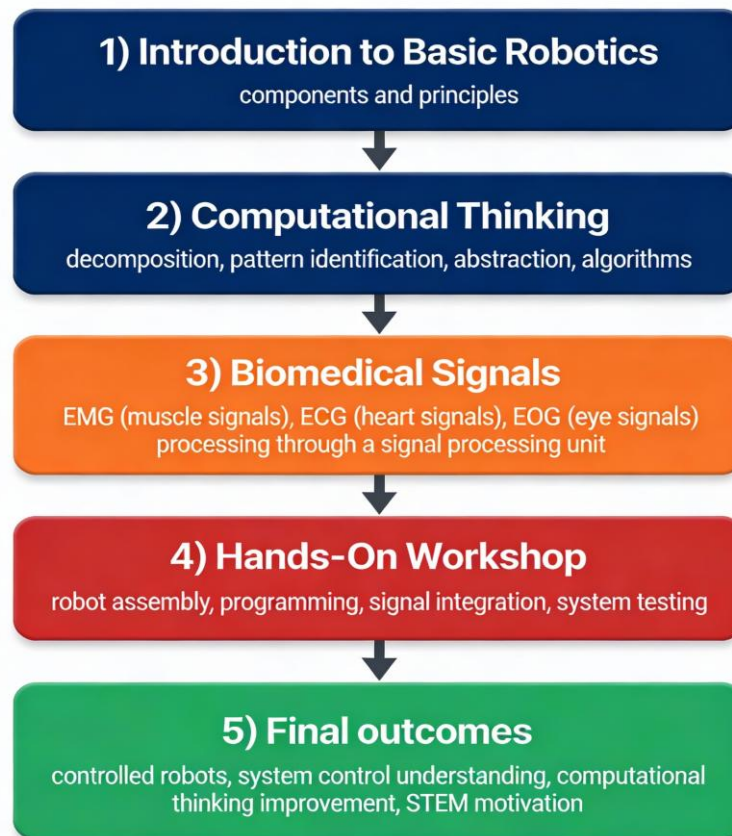 1) Introduction to Basic Robotics
components and principles
2) Computational Thinking
decomposition, pattern identification, abstraction, algorithms
3) Biomedical Signals
EMG (muscle signals), ECG (heart signals), EOG (eye signals)
processing through a signal processing unit
4) Hands-On Workshop
robot assembly, programming, signal integration, system testing
5) Final outcomes
controlled robots, system control understanding, computational
thinking improvement, STEM motivation